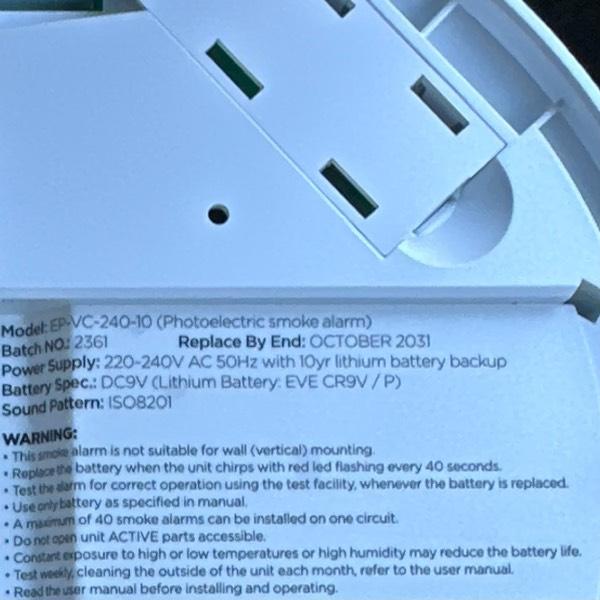 Model: EP-VC-240-10 (Photoelectric smoke alarm)
Batch NO.: 2361 Replace By End: OCTOBER 2031
Power Supply: 220-240V AC 50Hz with 10yr lithium battery backup
Battery Spec.: DC9V (Lithium Battery: EVE CR9V / P)
Sound Pattern: ISO8201
WARNING:
• This smoke alarm is not suitable for wall (vertical) mounting.
• Replace the battery when the unit chirps with red led flashing every 40 seconds.
• Test the alarm for correct operation using the test facility, whenever the battery is replaced.
• Use only battery as specified in manual.
• A maximum of 40 smoke alarms can be installed on one circuit.
• Do not open unit ACTIVE parts accessible.
• Constant exposure to high or low temperatures or high humidity may reduce the battery life.
• Test weekly, cleaning the outside of the unit each month, refer to the user manual.
• Read the user manual before installing and operating.